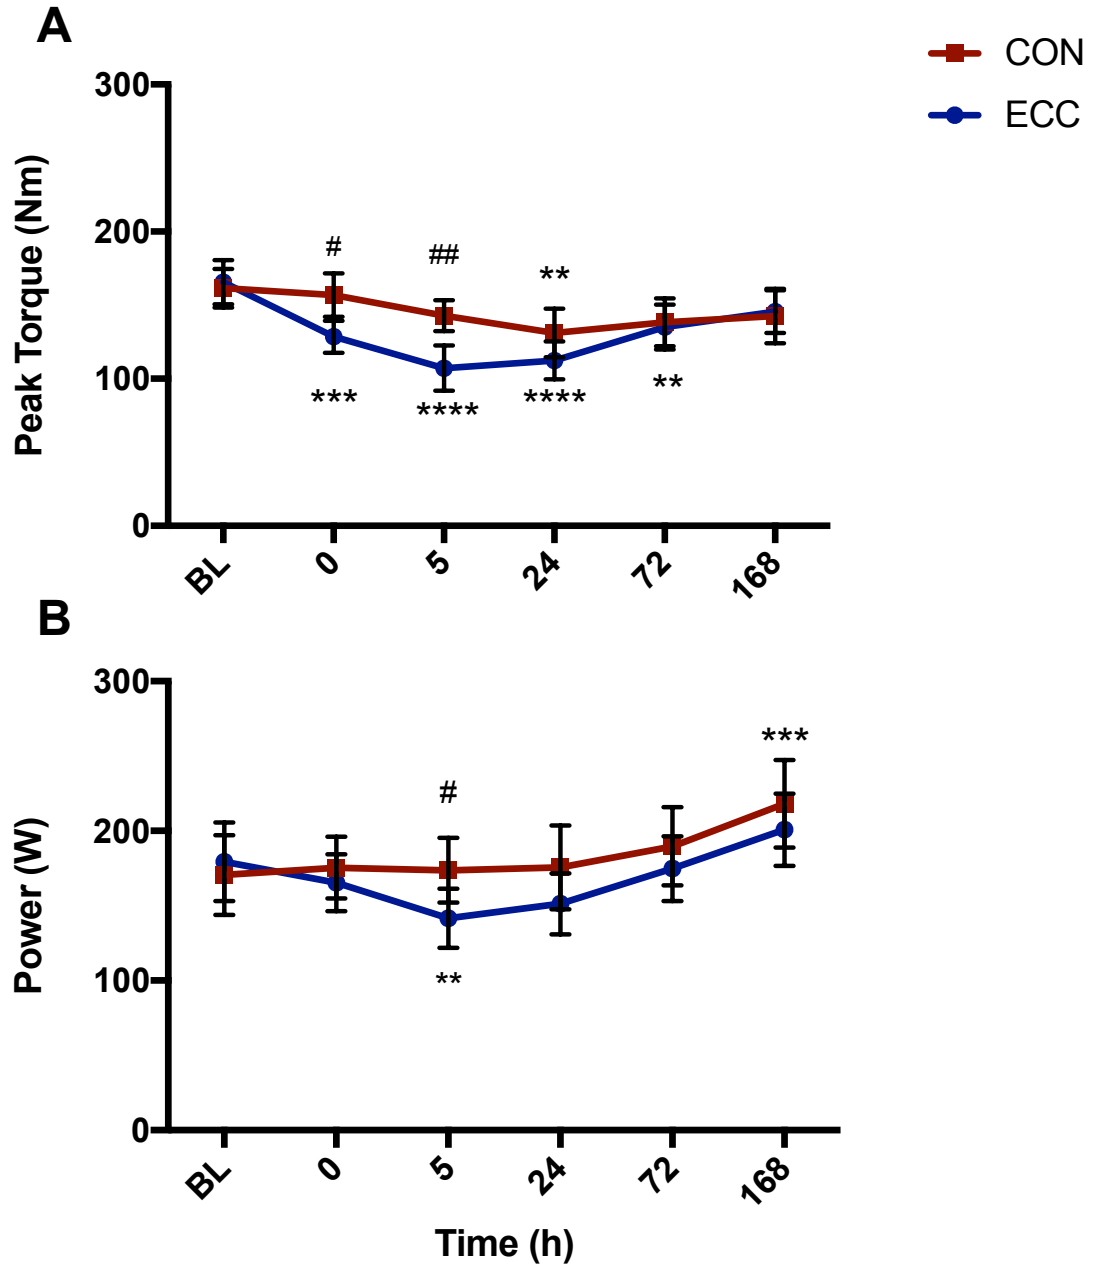 A
CON
ECC
Peak Torque (Nm)
300
200
100
0
# ## **
*** **** **** **
BL 0 5 24 72 168
B
Power (W)
300
200
100
0
***
#
**
BL 0 5 24 72 168
Time (h)